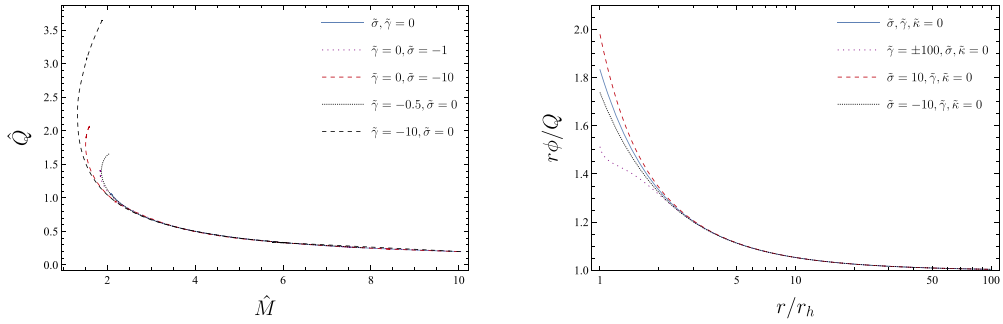 3.5
3.0
2.5
2.0
1.5
1.0
0.5
0.0
Q̂
2
4
6
8
10
M̂
σ̃, γ̃ = 0
γ̃ = 0, σ̃ = −1
γ̃ = 0, σ̃ = −10
γ̃ = −0.5, σ̃ = 0
γ̃ = −10, σ̃ = 0
2.0
1.8
1.6
1.4
1.2
1.0
rϕ/Q
1
5
10
50
100
r/r_h
σ̃, γ̃, κ̃ = 0
γ̃ = ±100, σ̃, κ̃ = 0
σ̃ = 10, γ̃, κ̃ = 0
σ̃ = −10, γ̃, κ̃ = 0